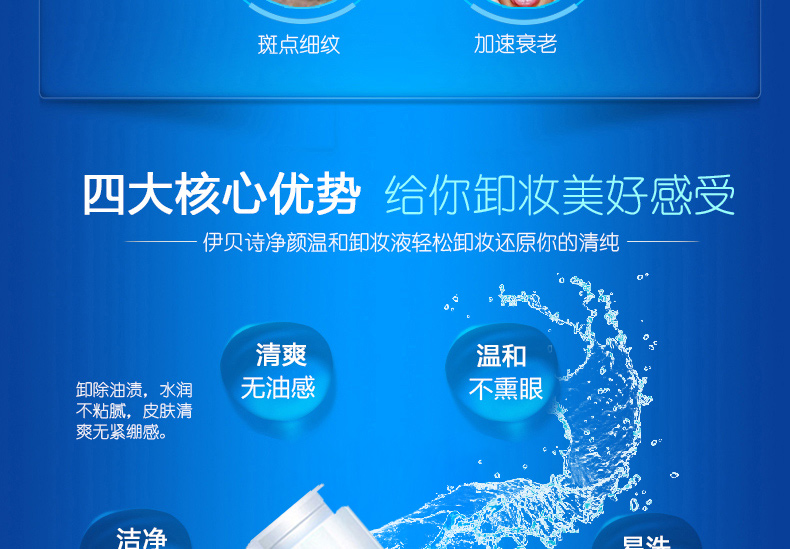 斑点细纹
加速衰老
四大核心优势 给你卸妆美好感受
伊贝诗净颜温和卸妆液轻松卸妆还原你的清纯
清爽
无油感
温和
不熏眼
卸除油渍，水润
不粘腻，皮肤清
爽无紧绷感。
洁净
易洗